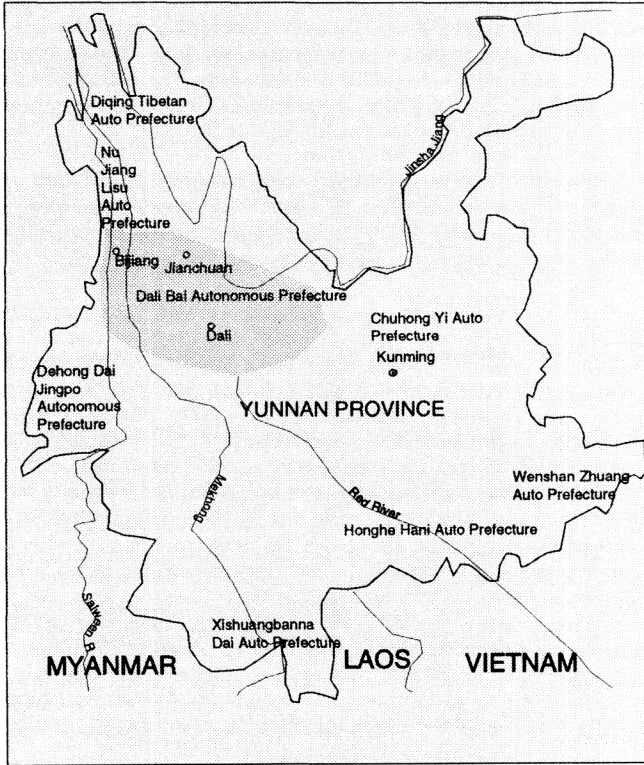 Diqing Tibetan
Auto Prefecture
Nu
Jiang
Lisu
Auto
Prefecture
Jinsha Jiang
Bijiang
Jianchuan
Dali Bai Autonomous Prefecture
Dali
Chuhong Yi Auto
Prefecture
Kunming
Dehong Dai
Jingpo
Autonomous
Prefecture
YUNNAN PROVINCE
Mekhong
Red River
Wenshan Zhuang
Auto Prefecture
Honghe Hani Auto Prefecture
Salween R.
Xishuangbanna
Dai Auto Prefecture
MYANMAR
LAOS
VIETNAM